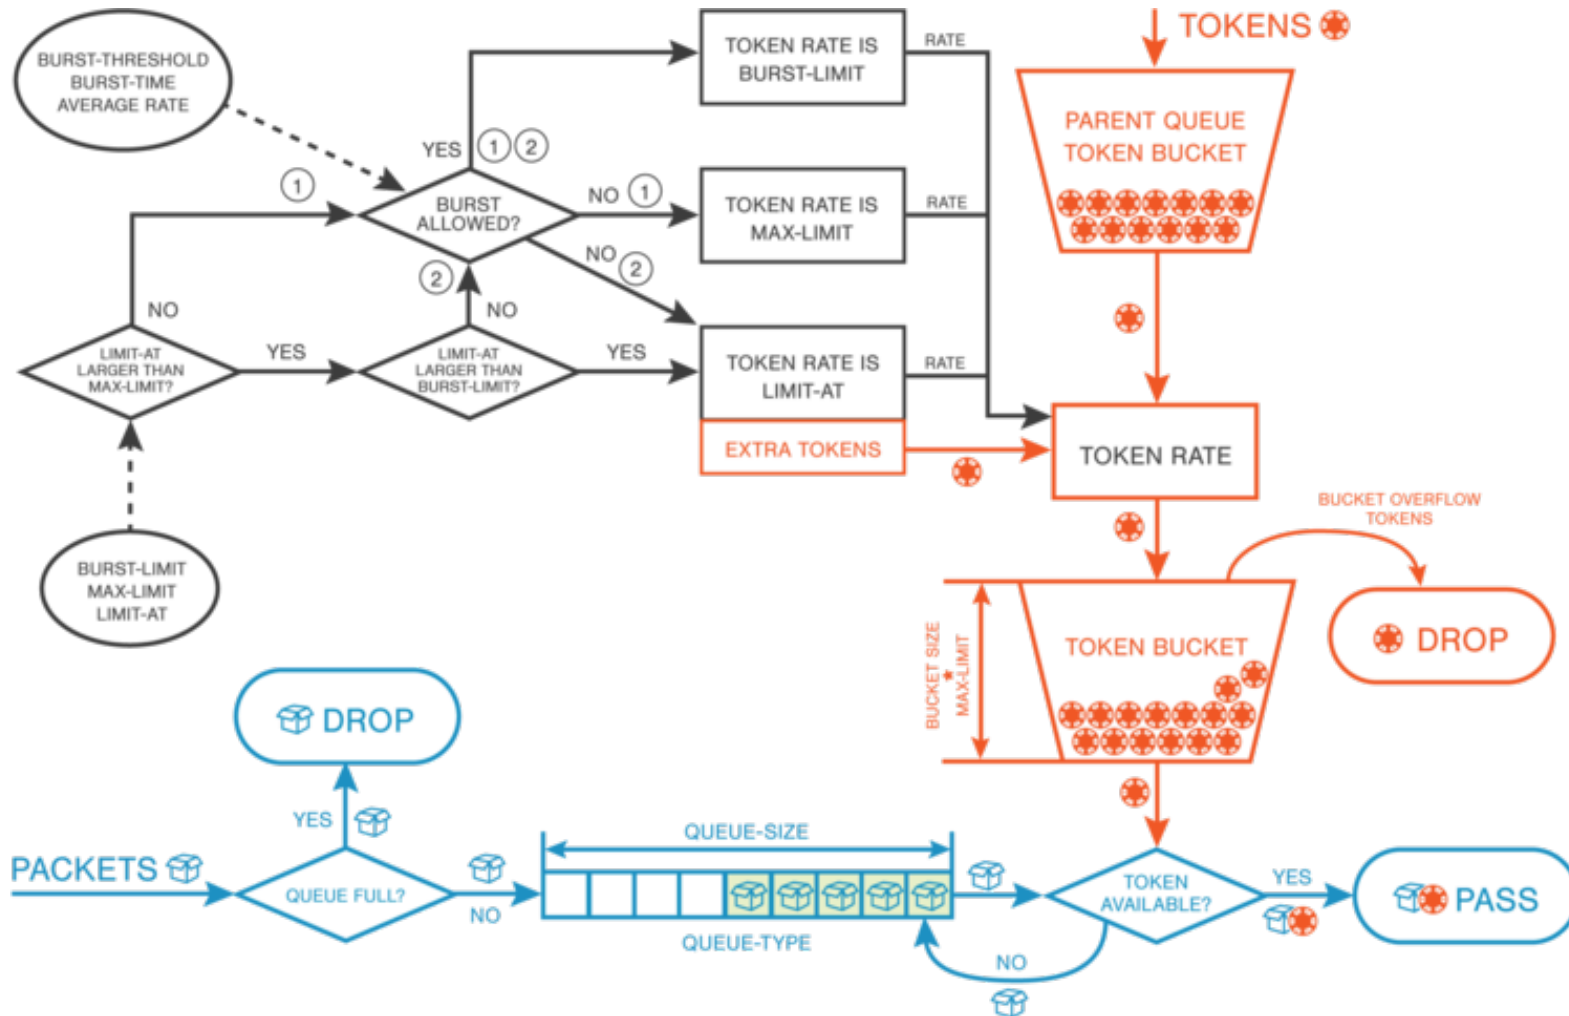 TOKENS
BURST-THRESHOLD
BURST-TIME
AVERAGE RATE
TOKEN RATE IS
BURST-LIMIT
RATE
PARENT QUEUE
TOKEN BUCKET
YES
1
2
1
BURST
ALLOWED?
NO
1
TOKEN RATE IS
MAX-LIMIT
RATE
NO
2
2
NO
NO
LIMIT-AT
LARGER THAN
MAX-LIMIT?
YES
LIMIT-AT
LARGER THAN
BURST-LIMIT?
YES
TOKEN RATE IS
LIMIT-AT
RATE
EXTRA TOKENS
TOKEN RATE
BUCKET OVERFLOW
TOKENS
BURST-LIMIT
MAX-LIMIT
LIMIT-AT
BUCKET SIZE
*
MAX-LIMIT
TOKEN BUCKET
DROP
DROP
YES
PACKETS
QUEUE FULL?
NO
QUEUE-SIZE
QUEUE-TYPE
TOKEN
AVAILABLE?
YES
PASS
NO